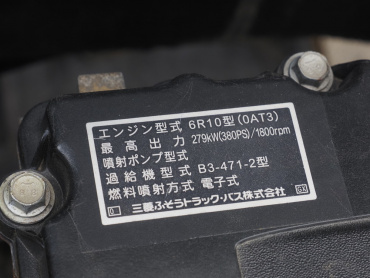 エンジン型式 6R10型(0AT3)
最高出力 279kW(380PS)/1800rpm
噴射ポンプ型式
過給機型式 B3-471-2型
燃料噴射方式 電子式
三菱ふそうトラック・バス株式会社